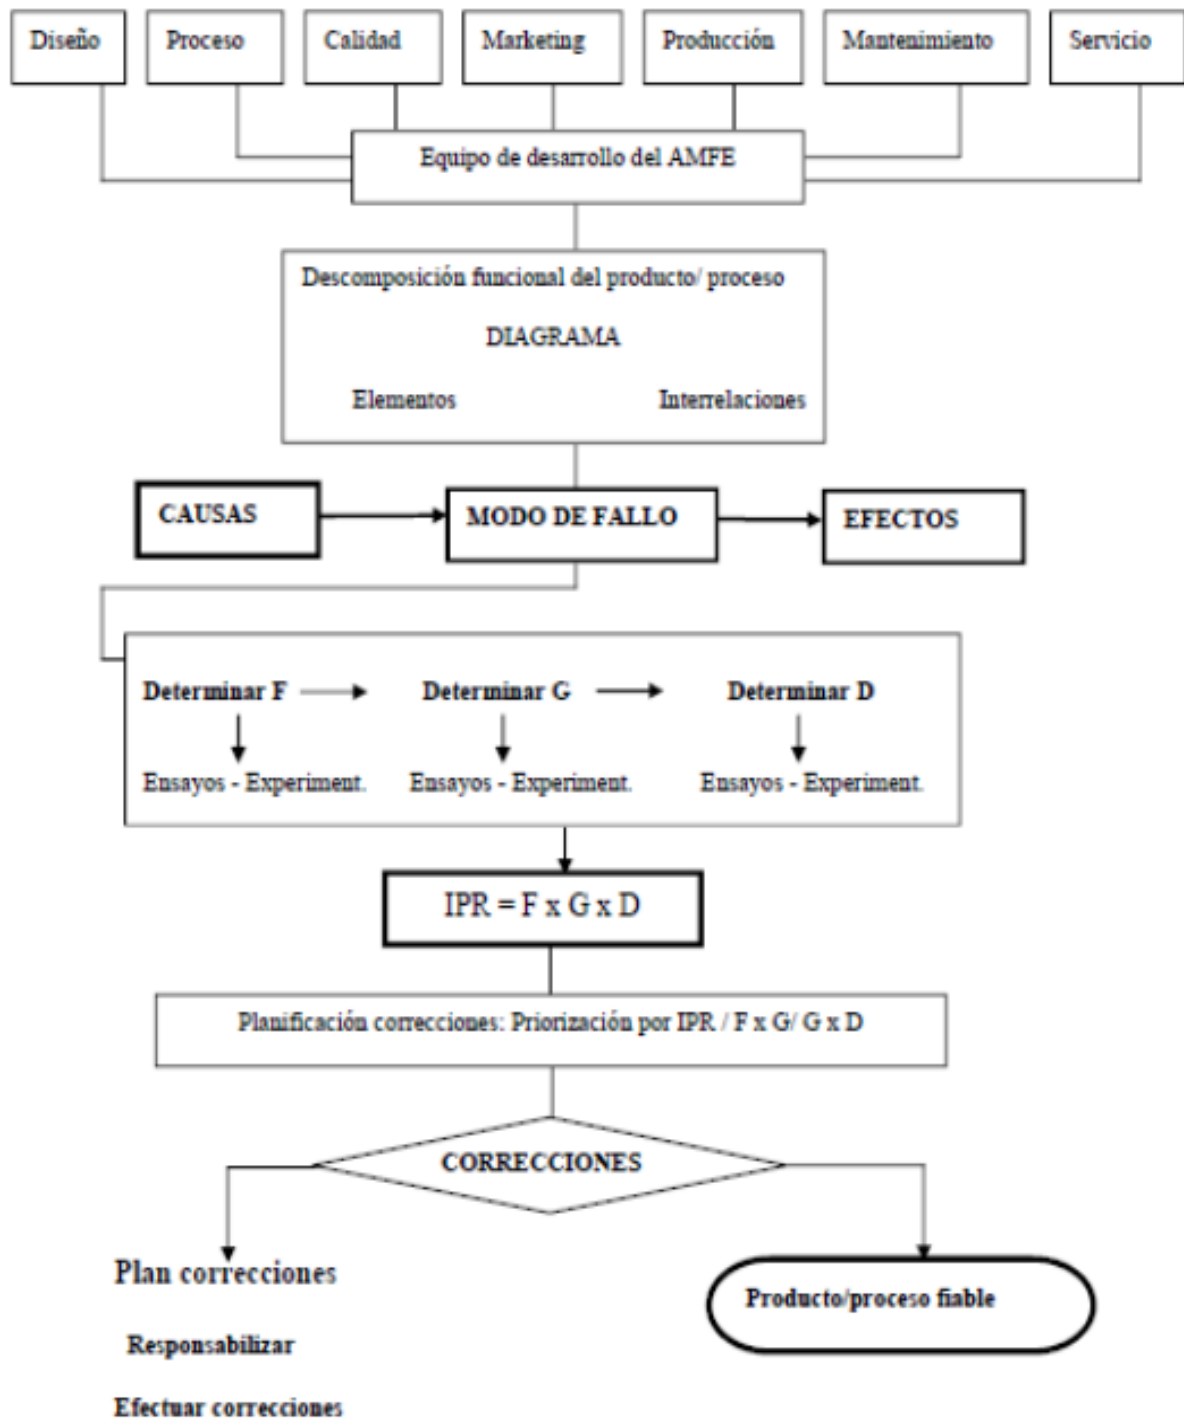 Diseño
Proceso
Calidad
Marketing
Producción
Mantenimiento
Servicio
Equipo de desarrollo del AMFE
Descomposición funcional del producto/ proceso
DIAGRAMA
Elementos
Interrelaciones
CAUSAS
MODO DE FALLO
EFECTOS
Determinar F
Determinar G
Determinar D
Ensayos - Experiment.
Ensayos - Experiment.
Ensayos - Experiment.
IPR = F x G x D
Planificación correcciones: Priorización por IPR / F x G/ G x D
CORRECCIONES
Plan correcciones
Producto/proceso fiable
Responsabilizar
Efectuar correcciones